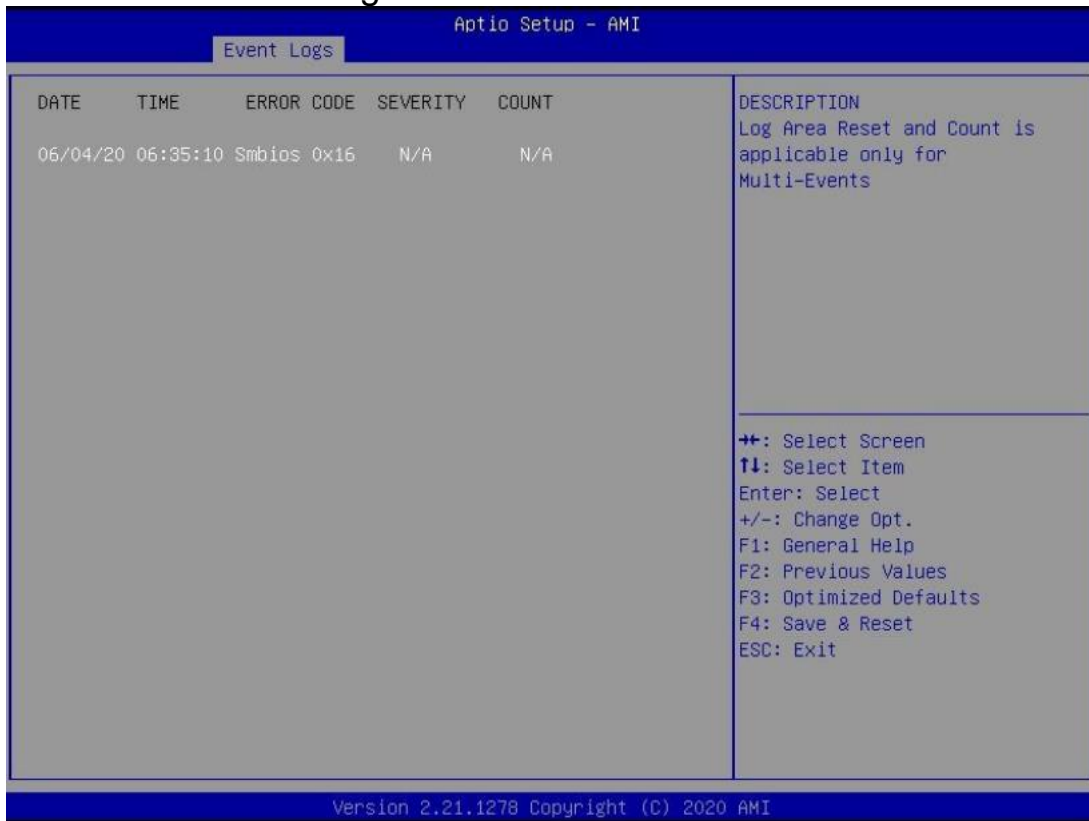 Aptio Setup – AMI
Event Logs
DATE TIME ERROR CODE SEVERITY COUNT
06/04/20 06:35:10 Smbios 0x16 N/A N/A
DESCRIPTION
Log Area Reset and Count is
applicable only for
Multi-Events
→←: Select Screen
↑↓: Select Item
Enter: Select
+/-: Change Opt.
F1: General Help
F2: Previous Values
F3: Optimized Defaults
F4: Save & Reset
ESC: Exit
Version 2.21.1278 Copyright (C) 2020 AMI